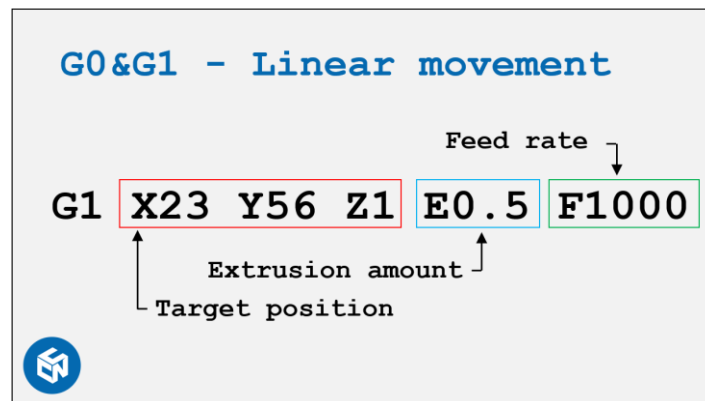 G0&G1 - Linear movement
Feed rate
G1 X23 Y56 Z1 E0.5 F1000
Extrusion amount
Target position